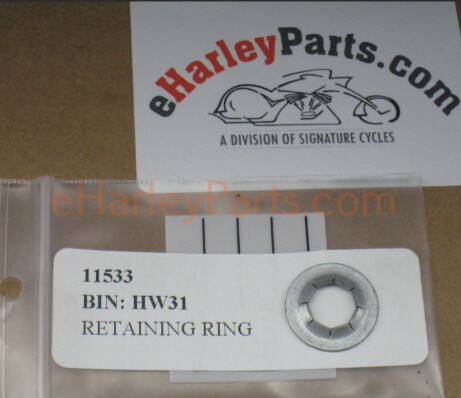 eHarleyParts.com
A DIVISION OF SIGNATURE CYCLES
eHarleyParts.com
11533
BIN: HW31
RETAINING RING